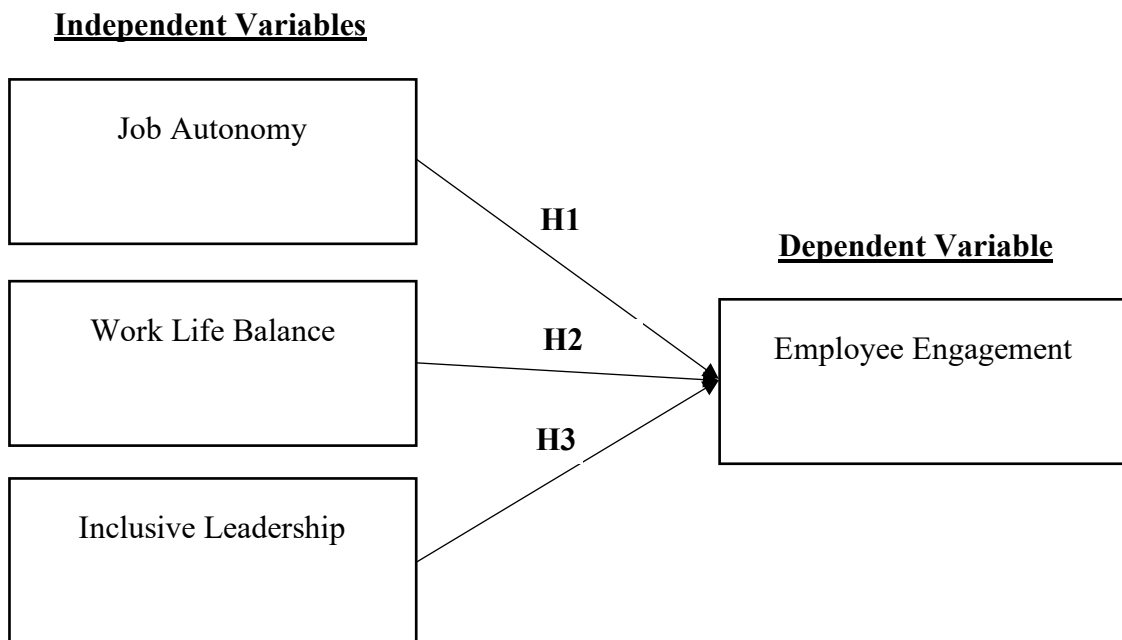 Independent Variables
Job Autonomy
H1
Dependent Variable
Work Life Balance
H2
Employee Engagement
H3
Inclusive Leadership